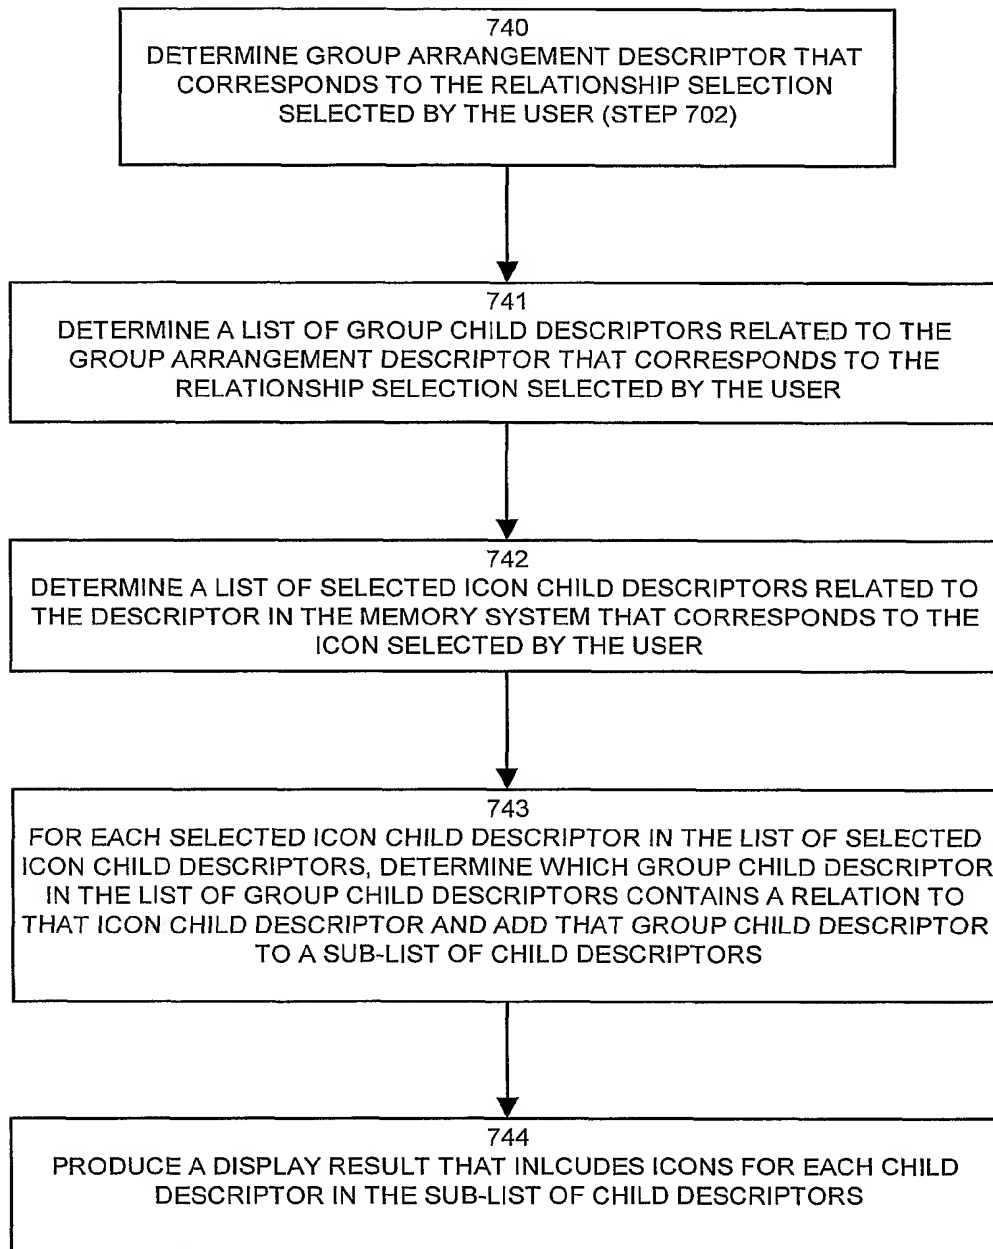 740
DETERMINE GROUP ARRANGEMENT DESCRIPTOR THAT
CORRESPONDS TO THE RELATIONSHIP SELECTION
SELECTED BY THE USER (STEP 702)
741
DETERMINE A LIST OF GROUP CHILD DESCRIPTORS RELATED TO THE
GROUP ARRANGEMENT DESCRIPTOR THAT CORRESPONDS TO THE
RELATIONSHIP SELECTION SELECTED BY THE USER
742
DETERMINE A LIST OF SELECTED ICON CHILD DESCRIPTORS RELATED TO
THE DESCRIPTOR IN THE MEMORY SYSTEM THAT CORRESPONDS TO THE
ICON SELECTED BY THE USER
743
FOR EACH SELECTED ICON CHILD DESCRIPTOR IN THE LIST OF SELECTED
ICON CHILD DESCRIPTORS, DETERMINE WHICH GROUP CHILD DESCRIPTOR
IN THE LIST OF GROUP CHILD DESCRIPTORS CONTAINS A RELATION TO
THAT ICON CHILD DESCRIPTOR AND ADD THAT GROUP CHILD DESCRIPTOR
TO A SUB-LIST OF CHILD DESCRIPTORS
744
PRODUCE A DISPLAY RESULT THAT INLCUDES ICONS FOR EACH CHILD
DESCRIPTOR IN THE SUB-LIST OF CHILD DESCRIPTORS